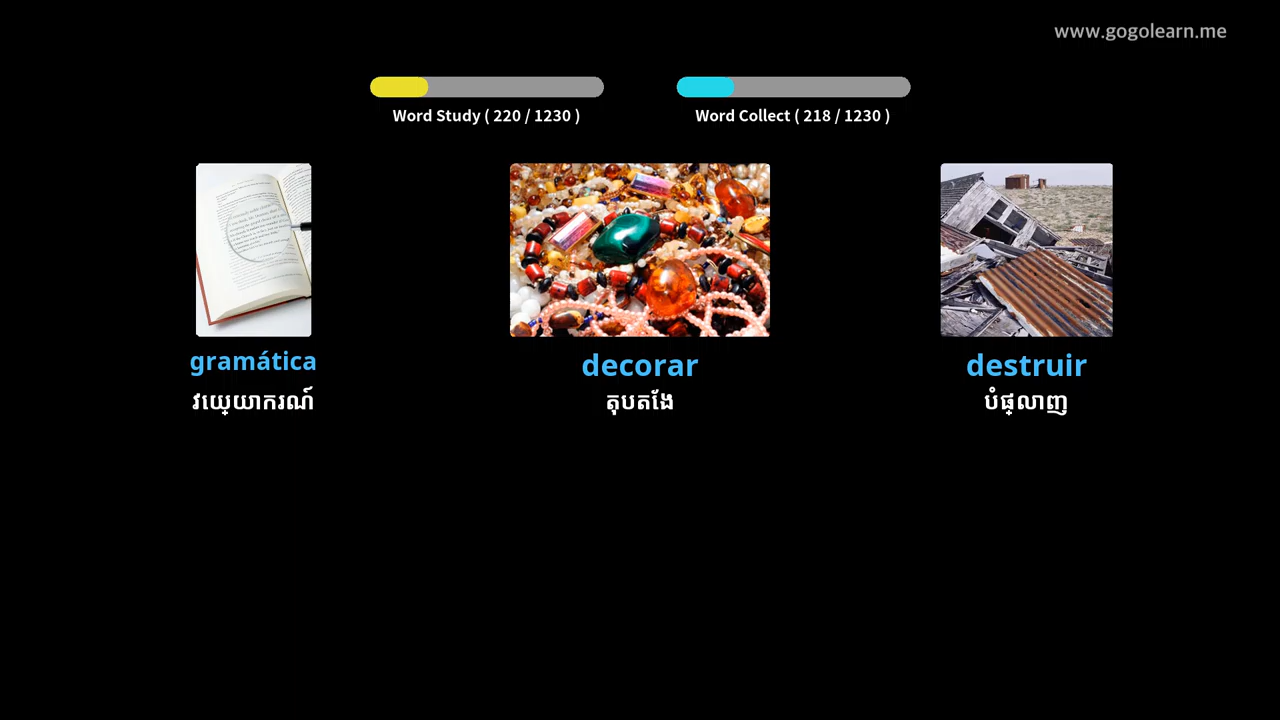 www.gogolearn.me
Word Study ( 220 / 1230 )
Word Collect ( 218 / 1230 )
gramática
decorar
destruir
វយេ្យាករណ៍
តុបតងែ
បំផ្លាញ